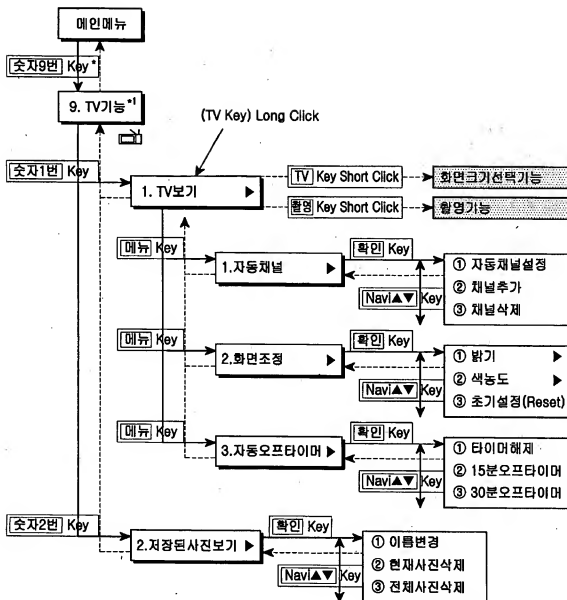 메인메뉴
숫자9번 Key *
9. TV기능 *1
(TV Key) Long Click
숫자1번 Key
1. TV보기 ▶
TV Key Short Click
화면크기선택기능
촬영 Key Short Click
촬영기능
메뉴 Key
1.자동채널 ▶
확인 Key
Navi▲▼ Key
① 자동채널설정
② 채널추가
③ 채널삭제
메뉴 Key
2.화면조정 ▶
확인 Key
Navi▲▼ Key
① 밝기 ▶
② 색농도 ▶
③ 초기설정(Reset)
메뉴 Key
3.자동오프타이머 ▶
확인 Key
Navi▲▼ Key
① 타이머해제
② 15분오프타이머
③ 30분오프타이머
숫자2번 Key
2.저장된사진보기 ▶
확인 Key
Navi▲▼ Key
① 이름변경
② 현재사진삭제
③ 전체사진삭제